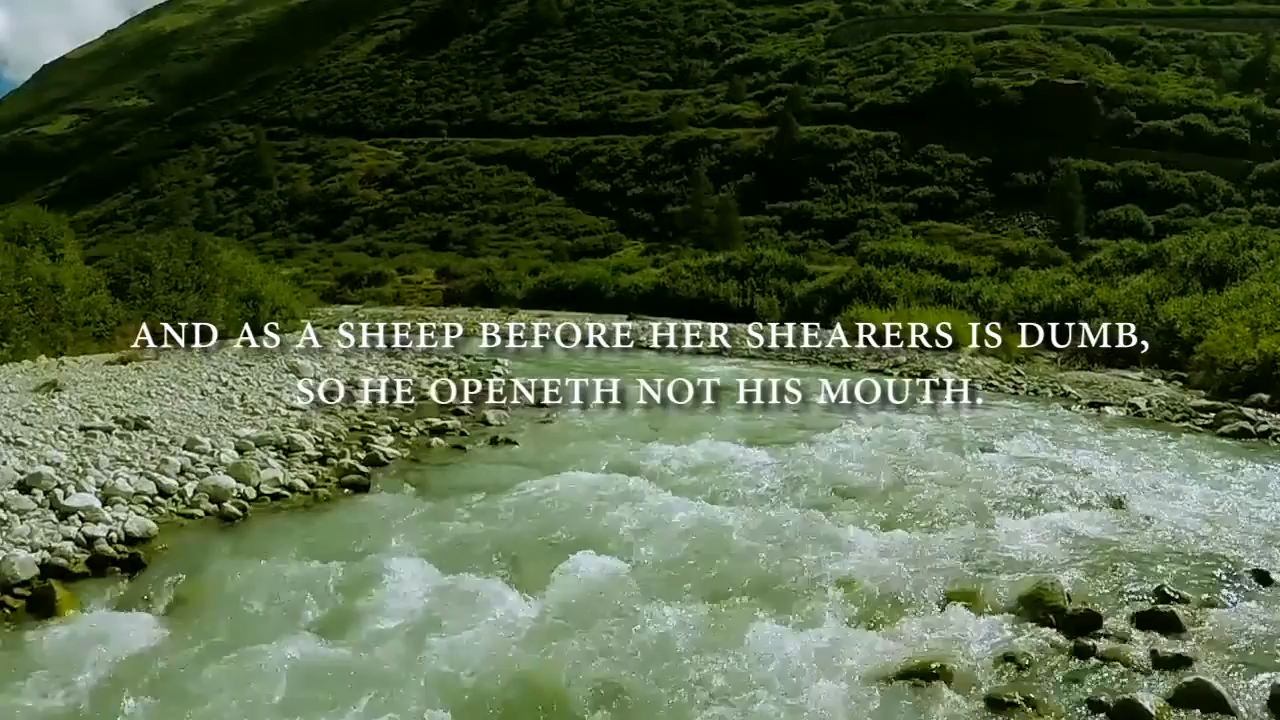 AND AS A SHEEP BEFORE HER SHEARERS IS DUMB,
SO HE OPENETH NOT HIS MOUTH.